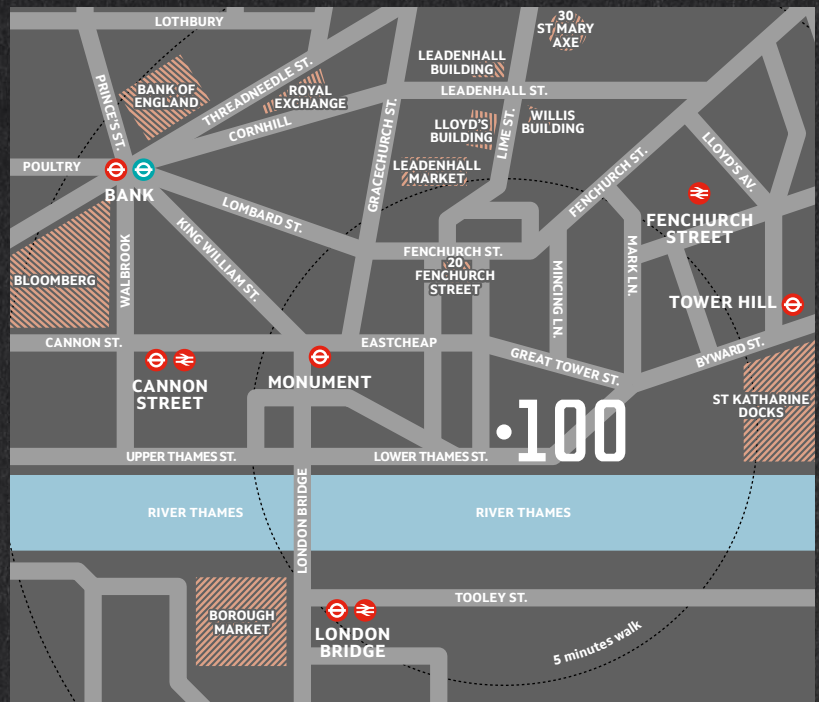 LOTHBURY
30
ST MARY
AXE
LEADENHALL
BUILDING
THREADNEEDLE ST.
PRINCE'S ST.
BANK OF
ENGLAND
ROYAL
EXCHANGE
LEADENHALL ST.
CORNHILL
GRACECHURCH ST.
LLOYD'S
BUILDING
LIME ST.
WILLIS
BUILDING
POULTRY
LEADENHALL
MARKET
FENCHURCH ST.
LLOYD'S AV.
BANK
LOMBARD ST.
FENCHURCH
STREET
KING WILLIAM ST.
WALBROOK
FENCHURCH ST.
20
FENCHURCH
STREET
MINCING LN.
MARK LN.
BLOOMBERG
TOWER HILL
CANNON ST.
EASTCHEAP
GREAT TOWER ST.
BYWARD ST.
CANNON
STREET
MONUMENT
ST KATHARINE
DOCKS
•100
UPPER THAMES ST.
LOWER THAMES ST.
LONDON BRIDGE
RIVER THAMES
RIVER THAMES
TOOLEY ST.
BOROUGH
MARKET
LONDON
BRIDGE
5 minutes walk